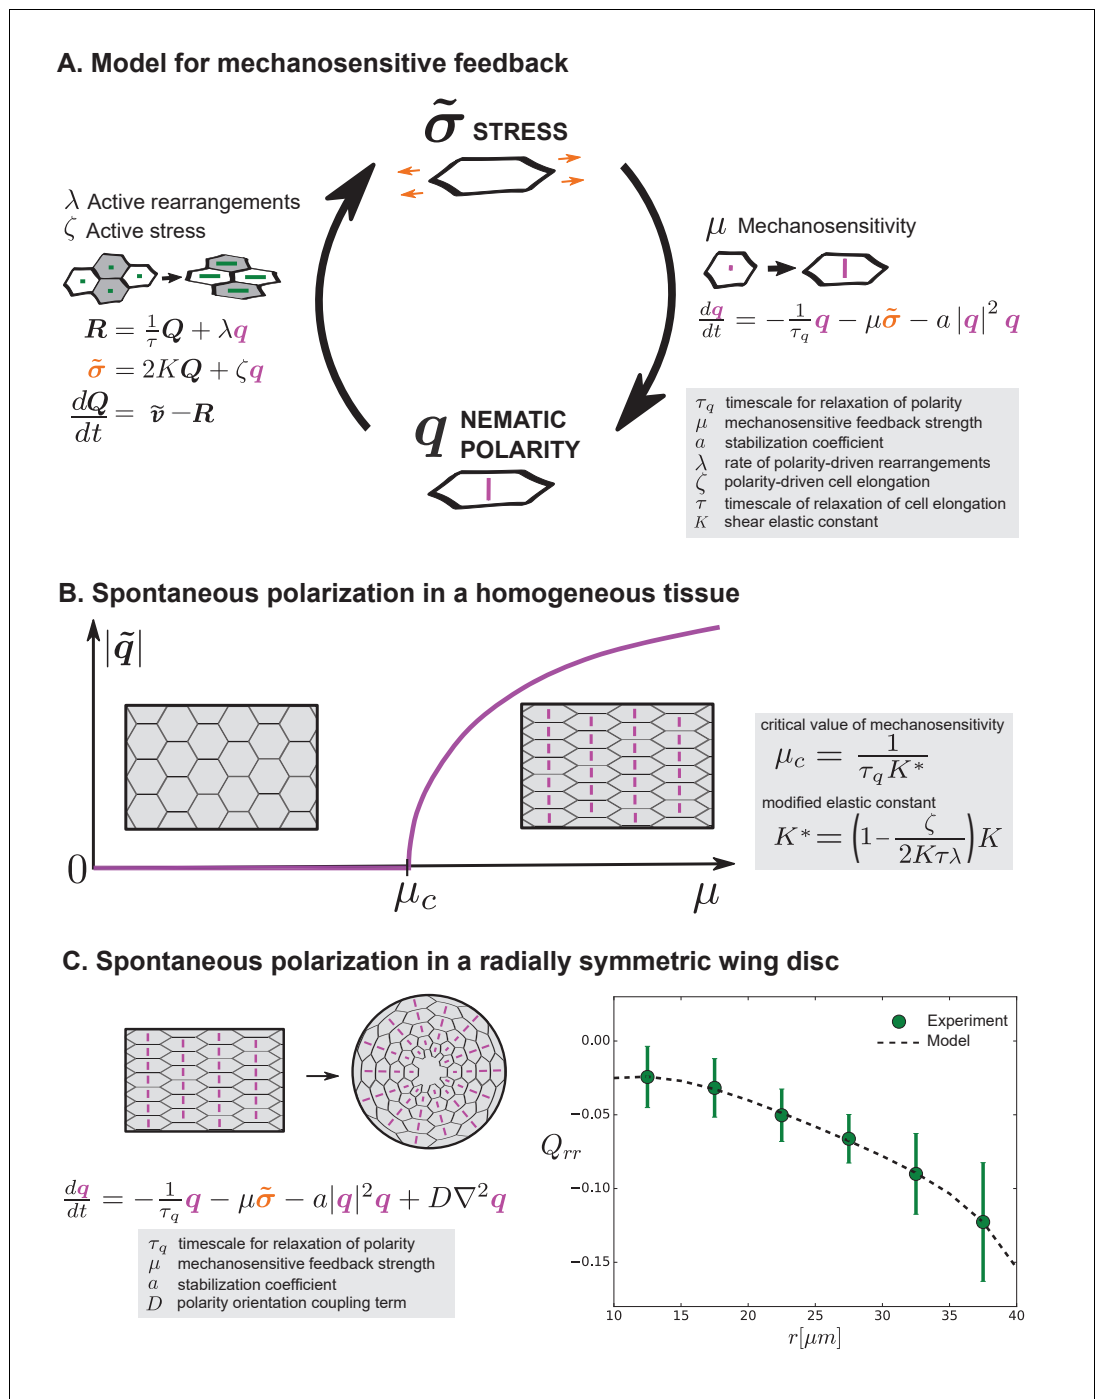 A. Model for mechanosensitive feedback
σ̃ STRESS
λ Active rearrangements
ζ Active stress
R = 1/τ Q + λq
σ̃ = 2KQ + ζq
dQ/dt = ṽ − R
μ Mechanosensitivity
dq/dt = − 1/τ_q q − μσ̃ − a |q|² q
q NEMATIC
POLARITY
τ_q timescale for relaxation of polarity
μ mechanosensitive feedback strength
a stabilization coefficient
λ rate of polarity-driven rearrangements
ζ polarity-driven cell elongation
τ timescale of relaxation of cell elongation
K shear elastic constant
B. Spontaneous polarization in a homogeneous tissue
|q̃|
0
μ_c
μ
critical value of mechanosensitivity
μ_c = 1/(τ_q K*)
modified elastic constant
K* = (1 − ζ/(2Kτλ)) K
C. Spontaneous polarization in a radially symmetric wing disc
dq/dt = − 1/τ_q q − μσ̃ − a|q|²q + D∇²q
τ_q timescale for relaxation of polarity
μ mechanosensitive feedback strength
a stabilization coefficient
D polarity orientation coupling term
Experiment
Model
0.00
−0.05
−0.10
−0.15
Q_rr
10 15 20 25 30 35 40
r[μm]